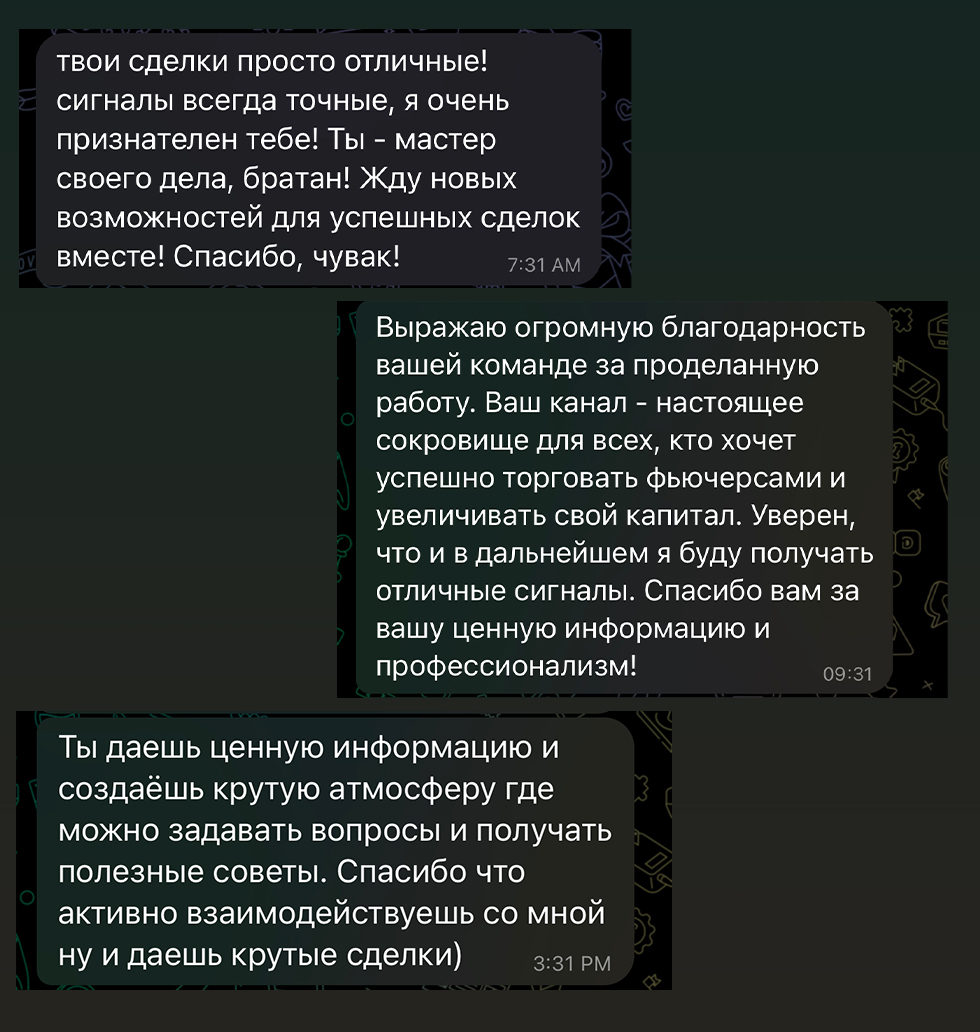 твои сделки просто отличные!
сигналы всегда точные, я очень
признателен тебе! Ты - мастер
своего дела, братан! Жду новых
возможностей для успешных сделок
вместе! Спасибо, чувак!
7:31 AM
Выражаю огромную благодарность
вашей команде за проделанную
работу. Ваш канал - настоящее
сокровище для всех, кто хочет
успешно торговать фьючерсами и
увеличивать свой капитал. Уверен,
что и в дальнейшем я буду получать
отличные сигналы. Спасибо вам за
вашу ценную информацию и
профессионализм!
09:31
Ты даешь ценную информацию и
создаёшь крутую атмосферу где
можно задавать вопросы и получать
полезные советы. Спасибо что
активно взаимодействуешь со мной
ну и даешь крутые сделки)
3:31 PM